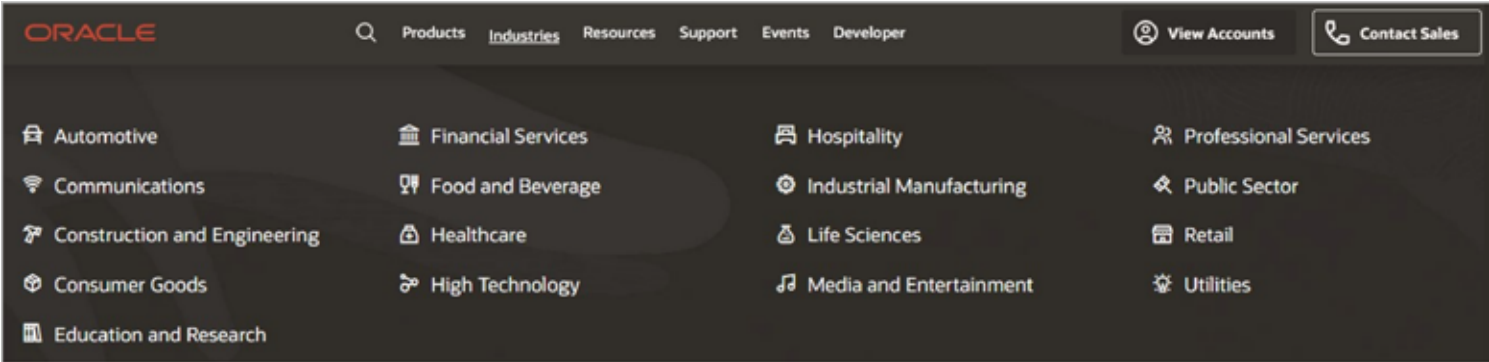 ORACLE Products Industries Resources Support Events Developer View Accounts Contact Sales
Automotive
Communications
Construction and Engineering
Consumer Goods
Education and Research
Financial Services
Food and Beverage
Healthcare
High Technology
Hospitality
Industrial Manufacturing
Life Sciences
Media and Entertainment
Professional Services
Public Sector
Retail
Utilities